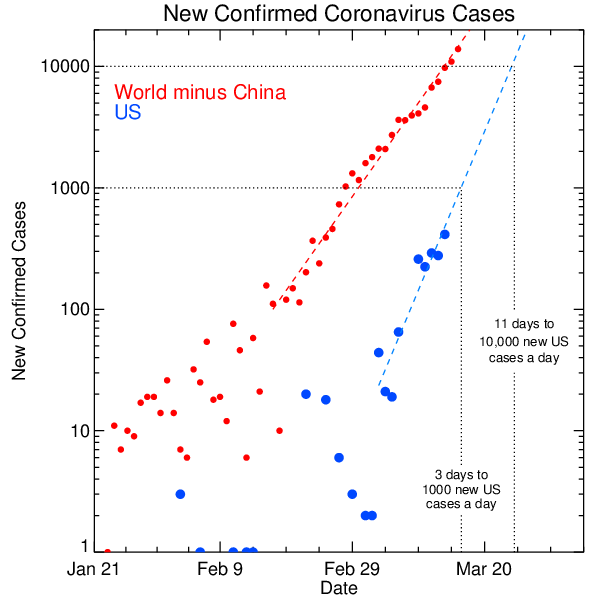 New Confirmed Coronavirus Cases
10000
World minus China
US
1000
New Confirmed Cases
100
11 days to
10,000 new US
cases a day
10
3 days to
1000 new US
cases a day
1
Jan 21
Feb 9
Feb 29
Mar 20
Date